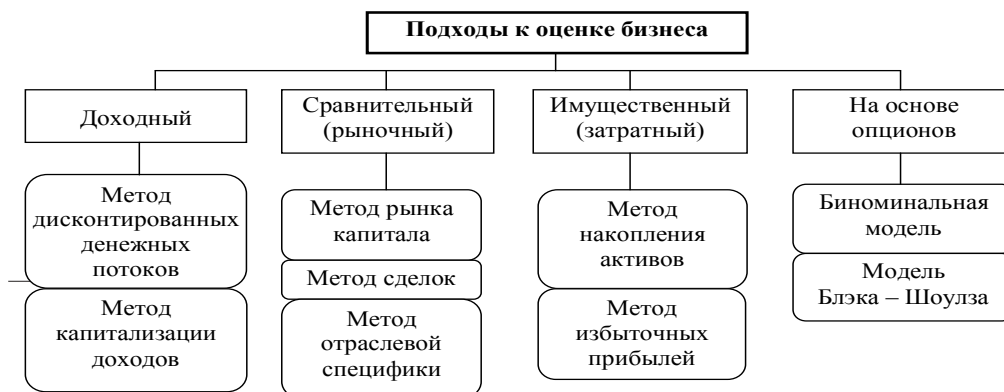 Подходы к оценке бизнеса
Доходный
Сравнительный
(рыночный)
Имущественный
(затратный)
На основе
опционов
Метод
дисконтированных
денежных
потоков
Метод
капитализации
доходов
Метод рынка
капитала
Метод сделок
Метод
отраслевой
специфики
Метод
накопления
активов
Метод
избыточных
прибылей
Биноминальная
модель
Модель
Блэка – Шоулза